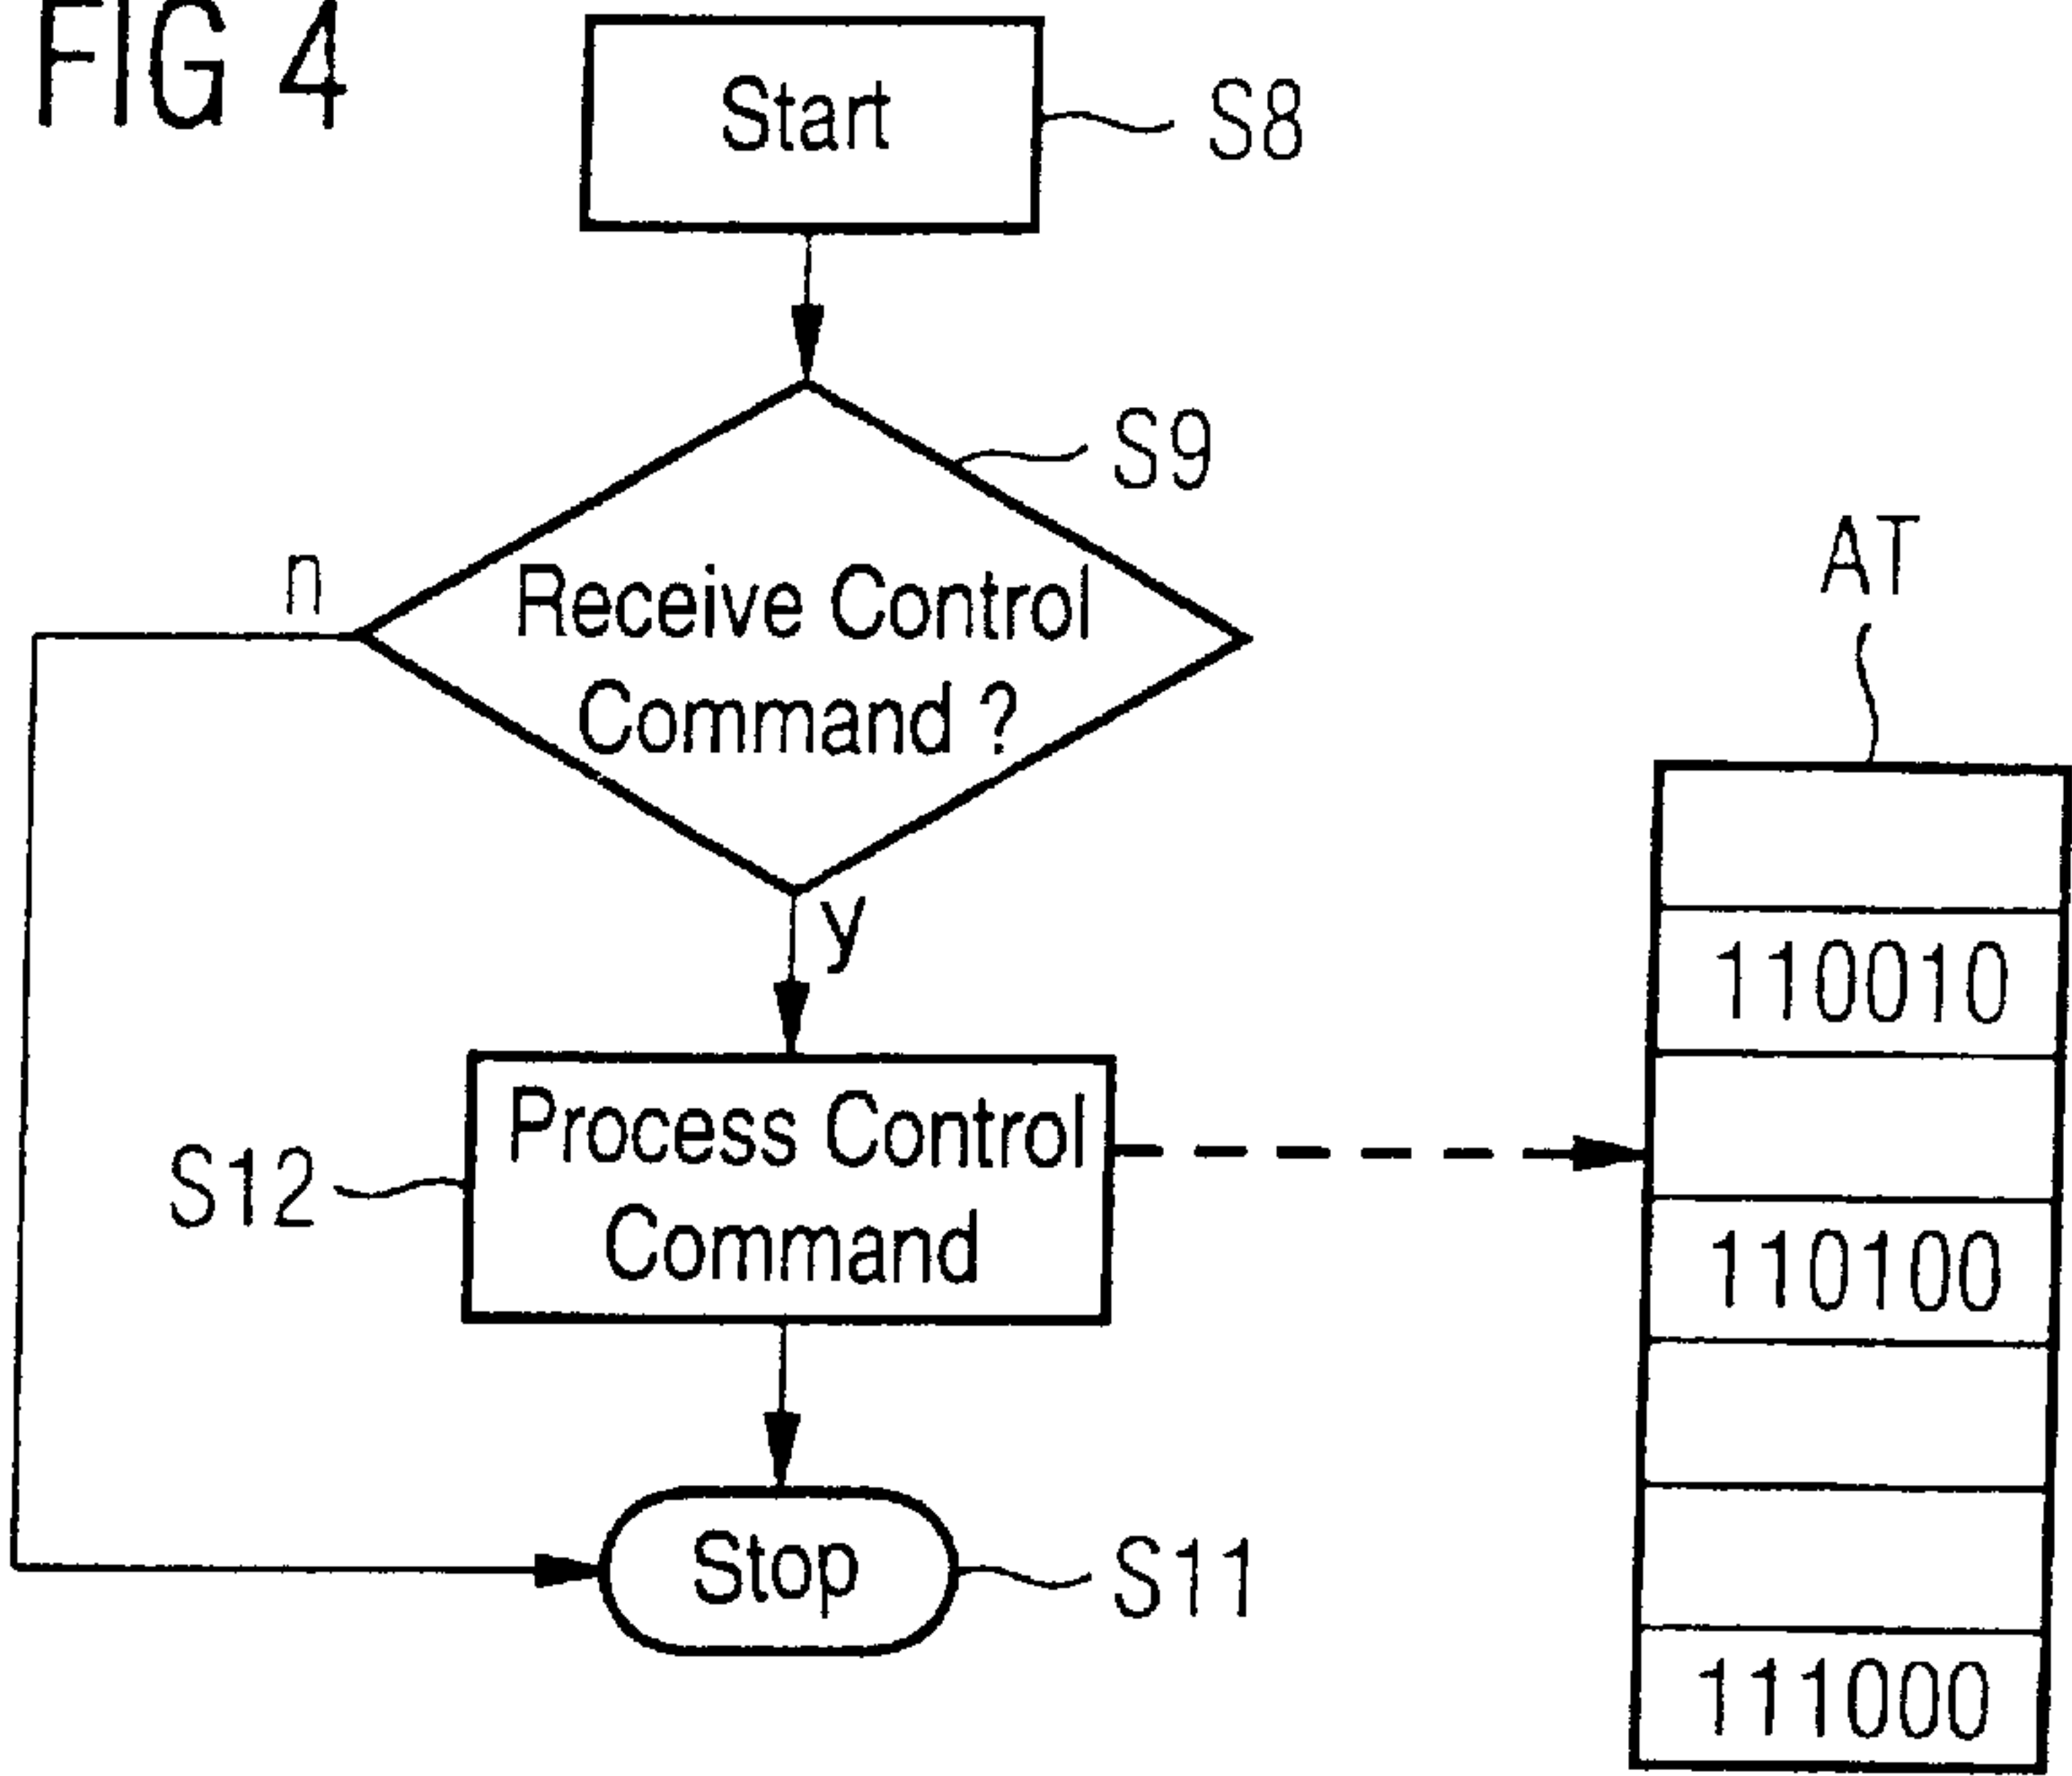 FIG 4
Start
S8
S9
n
Receive Control
Command ?
AT
y
110010
Process Control
Command
S12
110100
Stop
S11
111000